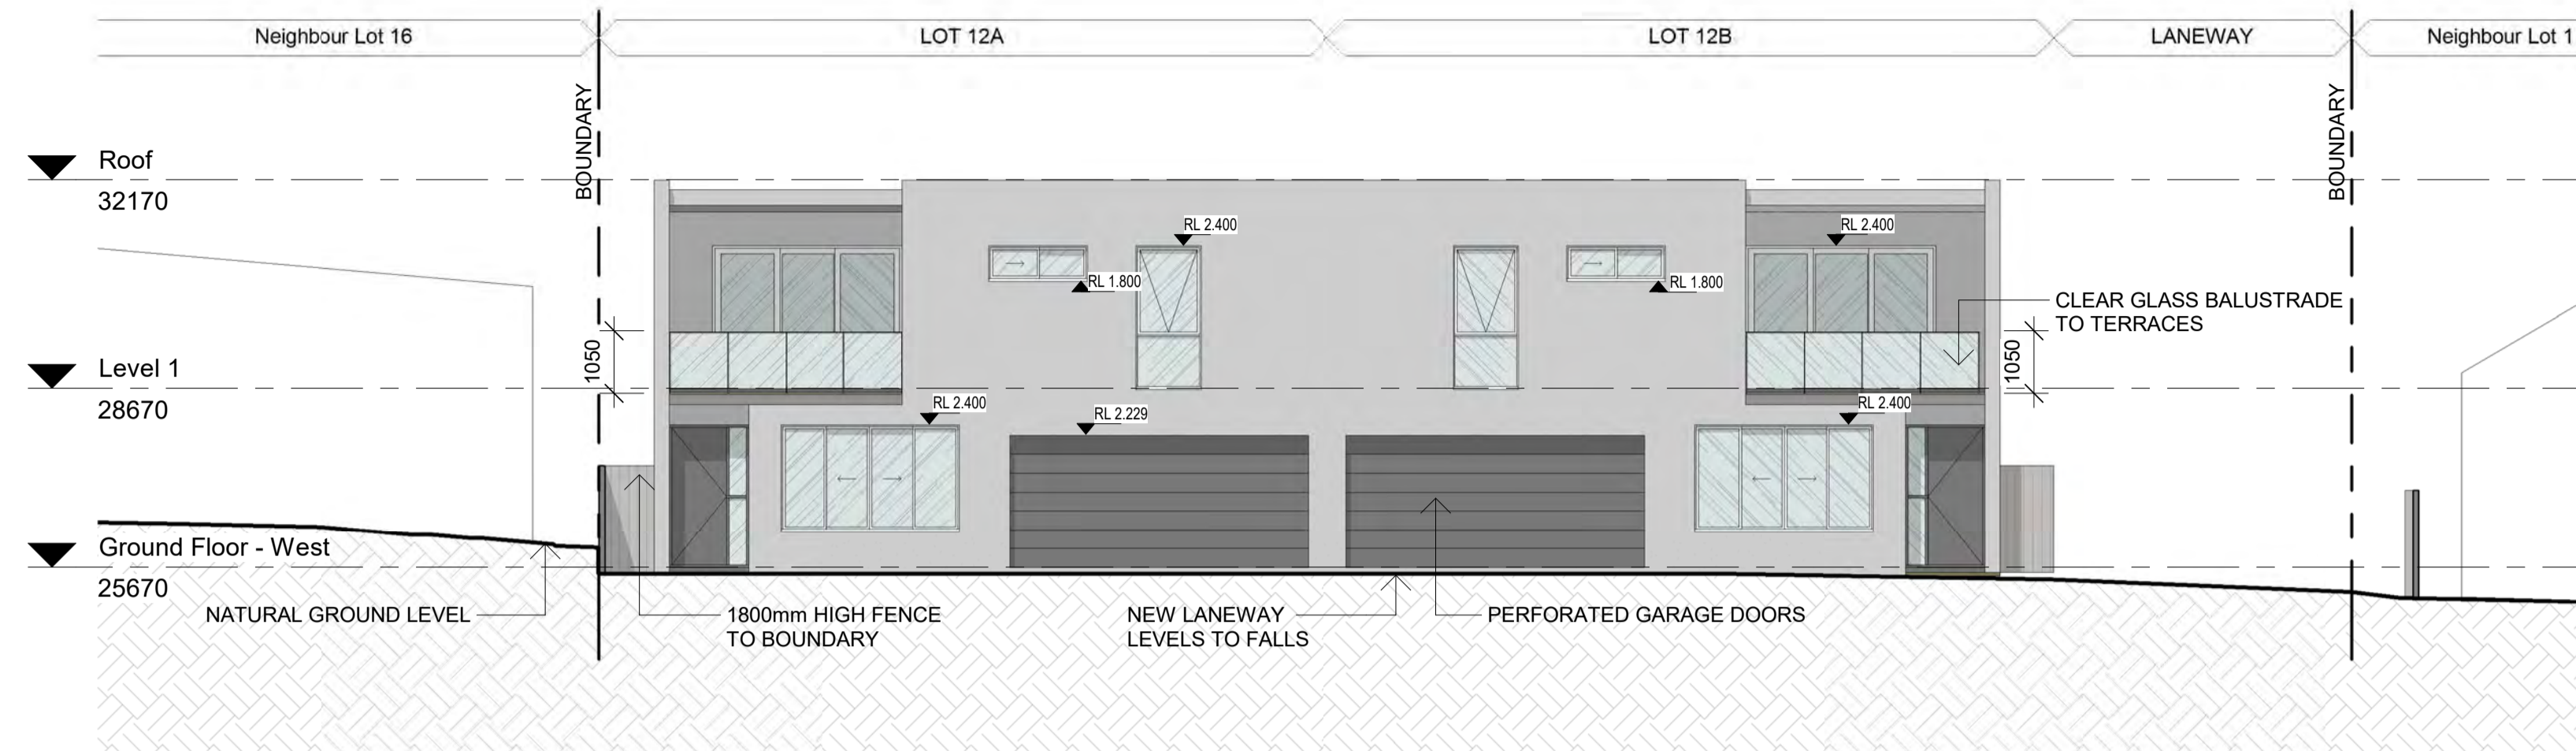 Neighbour Lot 16
LOT 12A
LOT 12B
LANEWAY
Neighbour Lot 1
BOUNDARY
BOUNDARY
Roof
32170
RL 2.400
RL 2.400
RL 1.800
RL 1.800
CLEAR GLASS BALUSTRADE
TO TERRACES
1050
1050
Level 1
28670
RL 2.400
RL 2.229
RL 2.400
Ground Floor - West
25670
NATURAL GROUND LEVEL
1800mm HIGH FENCE
TO BOUNDARY
NEW LANEWAY
LEVELS TO FALLS
PERFORATED GARAGE DOORS